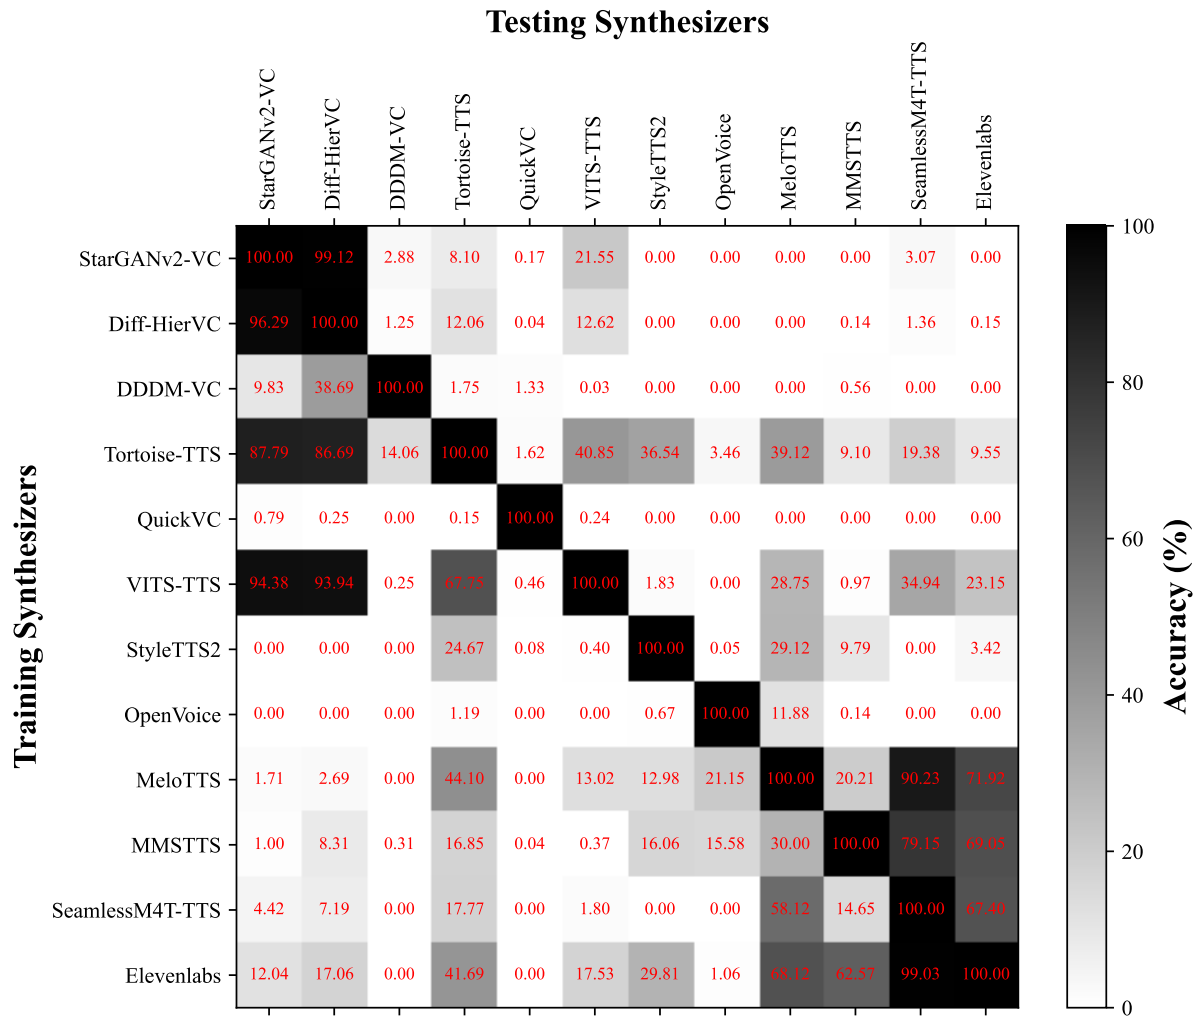 Testing Synthesizers
StarGANv2-VC Diff-HierVC DDDM-VC Tortoise-TTS QuickVC VITS-TTS StyleTTS2 OpenVoice MeloTTS MMSTTS SeamlessM4T-TTS Elevenlabs
StarGANv2-VC 100.00 99.12 2.88 8.10 0.17 21.55 0.00 0.00 0.00 0.00 3.07 0.00
Diff-HierVC 96.29 100.00 1.25 12.06 0.04 12.62 0.00 0.00 0.00 0.14 1.36 0.15
DDDM-VC 9.83 38.69 100.00 1.75 1.33 0.03 0.00 0.00 0.00 0.56 0.00 0.00
Tortoise-TTS 87.79 86.69 14.06 100.00 1.62 40.85 36.54 3.46 39.12 9.10 19.38 9.55
QuickVC 0.79 0.25 0.00 0.15 100.00 0.24 0.00 0.00 0.00 0.00 0.00 0.00
VITS-TTS 94.38 93.94 0.25 67.75 0.46 100.00 1.83 0.00 28.75 0.97 34.94 23.15
StyleTTS2 0.00 0.00 0.00 24.67 0.08 0.40 100.00 0.05 29.12 9.79 0.00 3.42
OpenVoice 0.00 0.00 0.00 1.19 0.00 0.00 0.67 100.00 11.88 0.14 0.00 0.00
MeloTTS 1.71 2.69 0.00 44.10 0.00 13.02 12.98 21.15 100.00 20.21 90.23 71.92
MMSTTS 1.00 8.31 0.31 16.85 0.04 0.37 16.06 15.58 30.00 100.00 79.15
SeamlessM4T-TTS 4.42 7.19 0.00 17.77 0.00 1.80 0.00 0.00 58.12 14.65 100.00 67.40
Elevenlabs 12.04 17.06 0.00 41.69 0.00 17.53 29.81 1.06 68.12 62.57 99.03 100.00
Training Synthesizers
100
80
60
40
20
0
Accuracy (%)